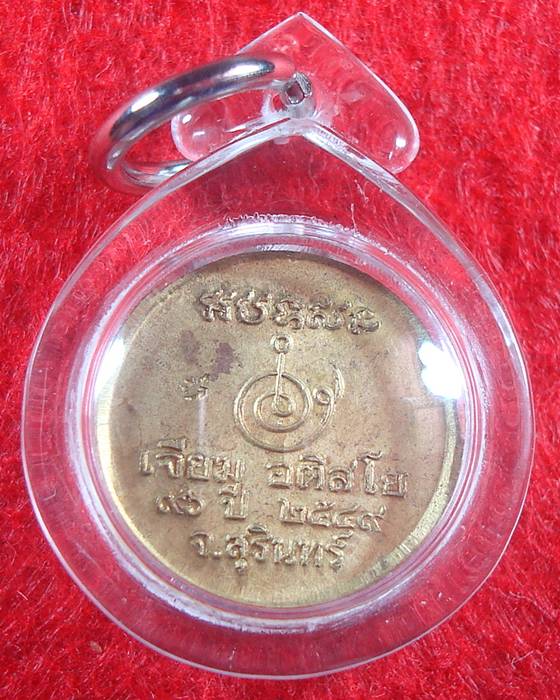 เจียม อติสโย
๙๖ ปี ๒๕๔๙
จ.สุรินทร์